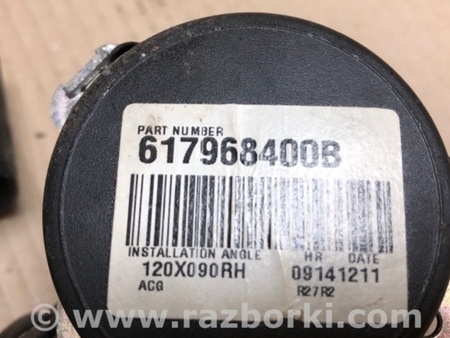 PART NUMBER
617968400B
INSTALLATION ANGLE HR DATE
120X090RH 09141211
ACG R27R2
© www.razborki.com/